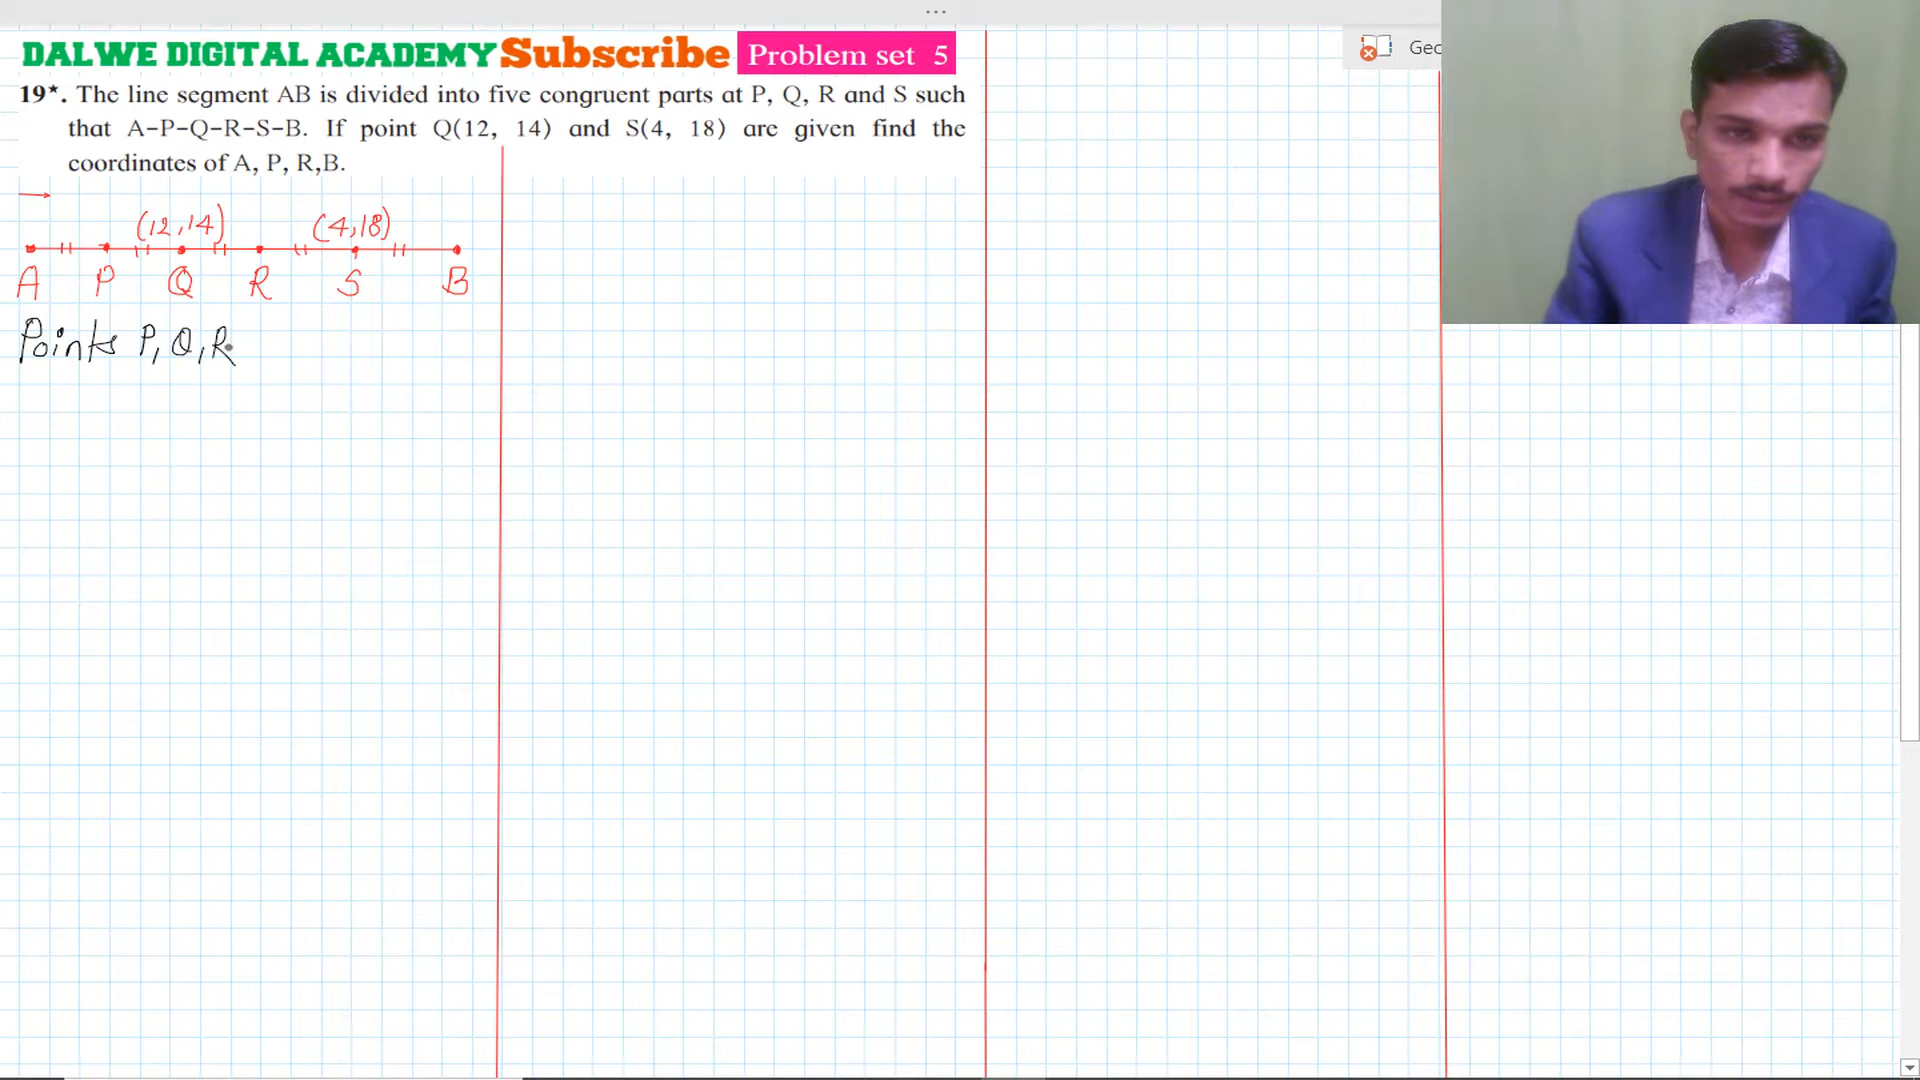 DALWE DIGITAL ACADEMY Subscribe Problem set 5
Geo
19*. The line segment AB is divided into five congruent parts at P, Q, R and S such
that A-P-Q-R-S-B. If point Q(12, 14) and S(4, 18) are given find the
coordinates of A, P, R,B.
(12,14) (4,18)
A P Q R S B
Points P, Q, R